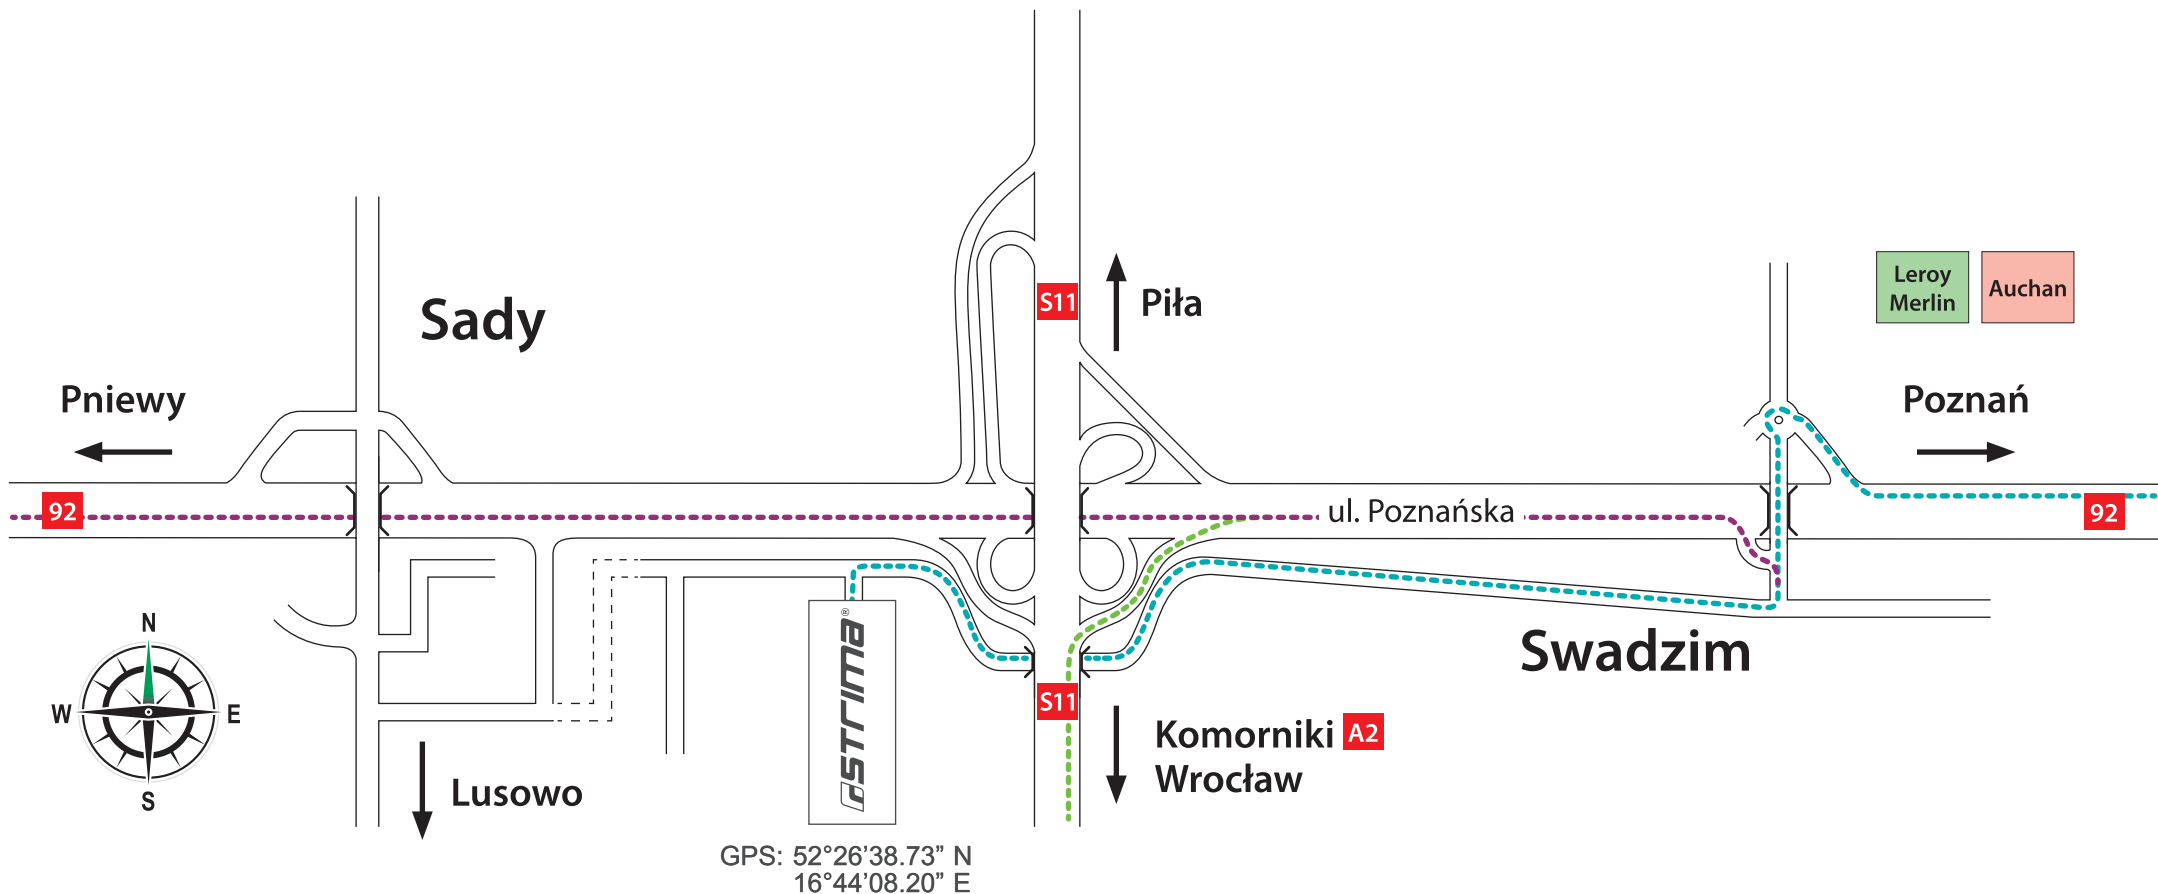 Sady
Pniewy
92
S11
Piła
Leroy
Merlin
Auchan
Poznań
92
ul. Poznańska
Swadzim
N
W
E
S
Lusowo
strima®
S11
Komorniki A2
Wrocław
GPS: 52°26’38.73” N
16°44’08.20” E